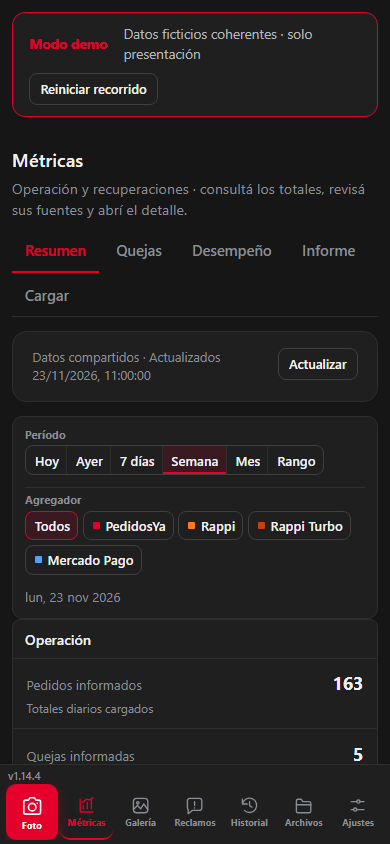 Modo demo
Datos ficticios coherentes · solo
presentación
Reiniciar recorrido
Métricas
Operación y recuperaciones · consultá los totales, revisá
sus fuentes y abrí el detalle.
Resumen Quejas Desempeño Informe
Cargar
Datos compartidos · Actualizados
23/11/2026, 11:00:00
Actualizar
Período
Hoy Ayer 7 días Semana Mes Rango
Agregador
Todos PedidosYa Rappi Rappi Turbo
Mercado Pago
lun, 23 nov 2026
Operación
Pedidos informados 163
Totales diarios cargados
Quejas informadas 5
v1.14.4
Foto Métricas Galería Reclamos Historial Archivos Ajustes